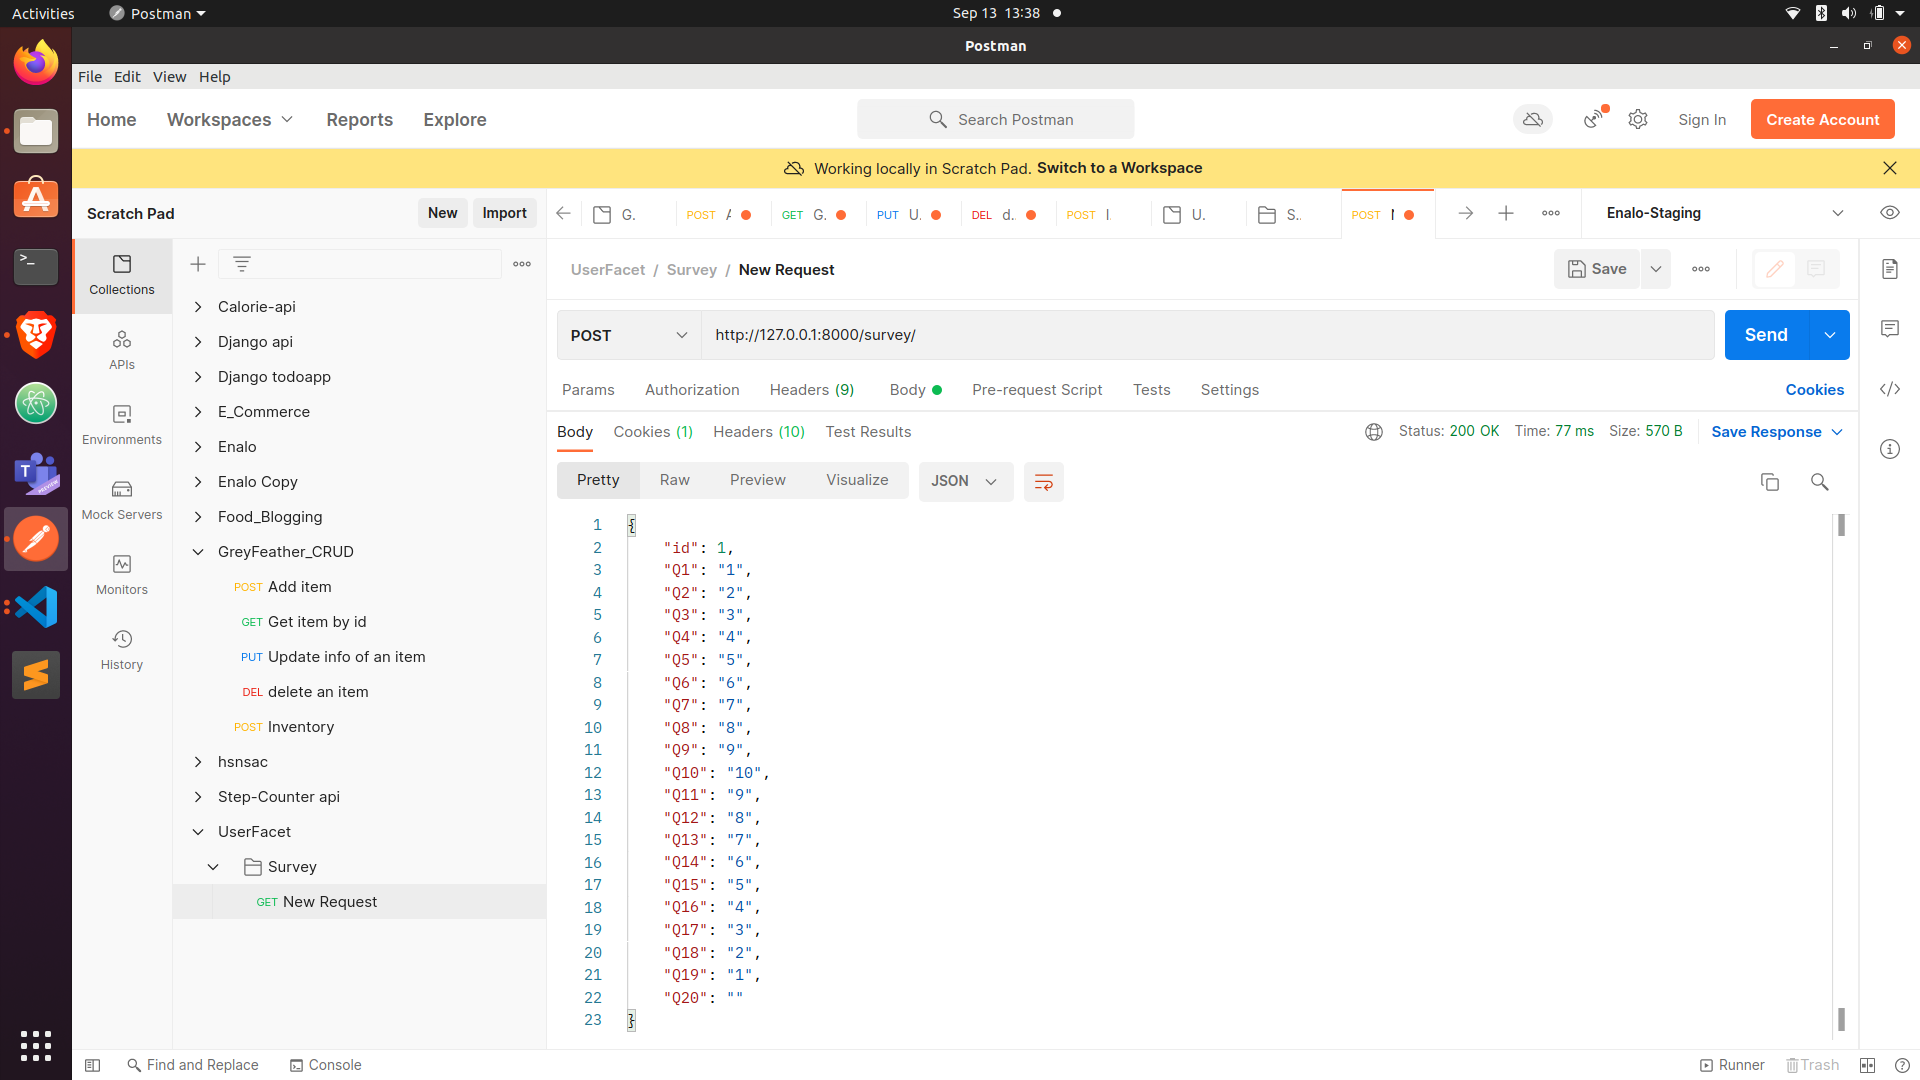 Activities
Postman
Sep 13 13:38
Postman
File Edit View Help
Home Workspaces Reports Explore
Search Postman
Sign In
Create Account
Working locally in Scratch Pad. Switch to a Workspace
Scratch Pad
New
Import
G.
POST
GET G.
PUT U.
DEL d.
POST
U.
S..
POST
Enalo-Staging
Collections
APIs
Environments
Mock Servers
Monitors
History
Calorie-api
Django api
Django todoapp
E_Commerce
Enalo
Enalo Copy
Food_Blogging
GreyFeather_CRUD
POST Add item
GET Get item by id
PUT Update info of an item
DEL delete an item
POST Inventory
hsnsac
Step-Counter api
UserFacet
Survey
GET New Request
UserFacet / Survey / New Request
Save
POST
http://127.0.0.1:8000/survey/
Send
Params Authorization Headers (9) Body Pre-request Script Tests Settings
Cookies
Body Cookies (1) Headers (10) Test Results
Status: 200 OK Time: 77 ms Size: 570 B
Save Response
Pretty Raw Preview Visualize
JSON
1 {
2 "id": 1,
3 "Q1": "1",
4 "Q2": "2",
5 "Q3": "3",
6 "Q4": "4",
7 "Q5": "5",
8 "Q6": "6",
9 "Q7": "7",
10 "Q8": "8",
11 "Q9": "9",
12 "Q10": "10",
13 "Q11": "9",
14 "Q12": "8",
15 "Q13": "7",
16 "Q14": "6",
17 "Q15": "5",
18 "Q16": "4",
19 "Q17": "3",
20 "Q18": "2",
21 "Q19": "1",
22 "Q20": ""
23 }
Find and Replace
Console
Runner
Trash